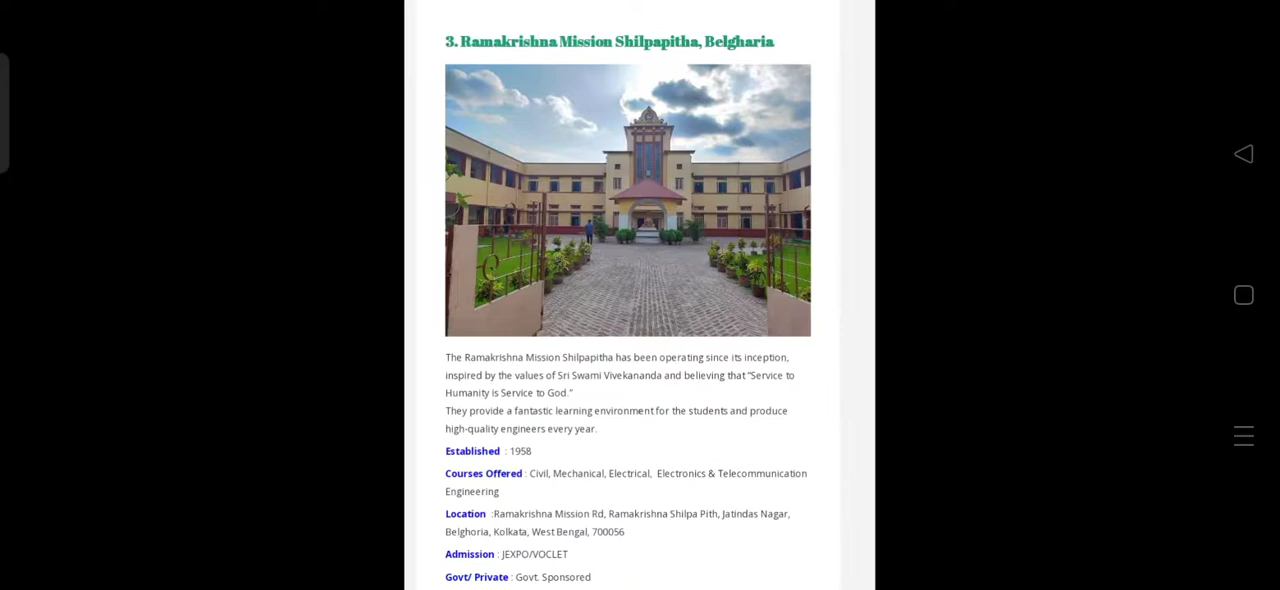 3. Ramakrishna Mission Shilpapitha, Belgharia
The Ramakrishna Mission Shilpapitha has been operating since its inception,
inspired by the values of Sri Swami Vivekananda and believing that “Service to
Humanity is Service to God.”
They provide a fantastic learning environment for the students and produce
high-quality engineers every year.
Established : 1958
Courses Offered : Civil, Mechanical, Electrical, Electronics & Telecommunication
Engineering
Location :Ramakrishna Mission Rd, Ramakrishna Shilpa Pith, Jatindas Nagar,
Belghoria, Kolkata, West Bengal, 700056
Admission : JEXPO/VOCLET
Govt/ Private : Govt. Sponsored